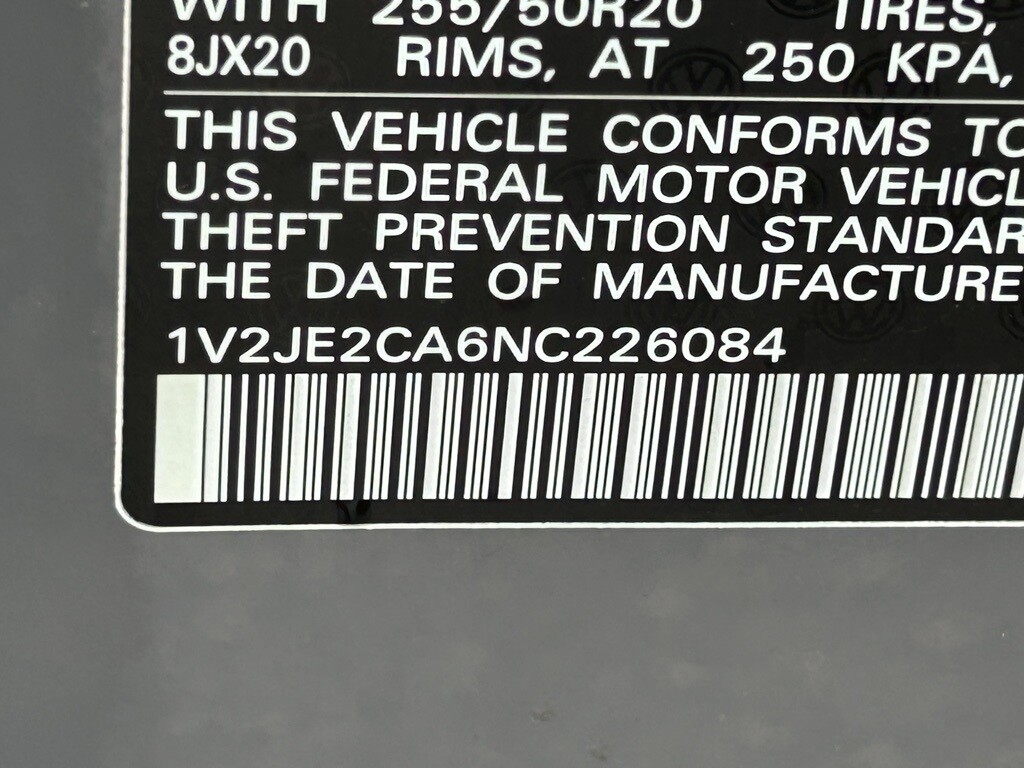 WITH 255/50R20 TIRES,
8JX20 RIMS, AT 250 KPA,
THIS VEHICLE CONFORMS TO
U.S. FEDERAL MOTOR VEHICL
THEFT PREVENTION STANDAR
THE DATE OF MANUFACTURE
1V2JE2CA6NC226084